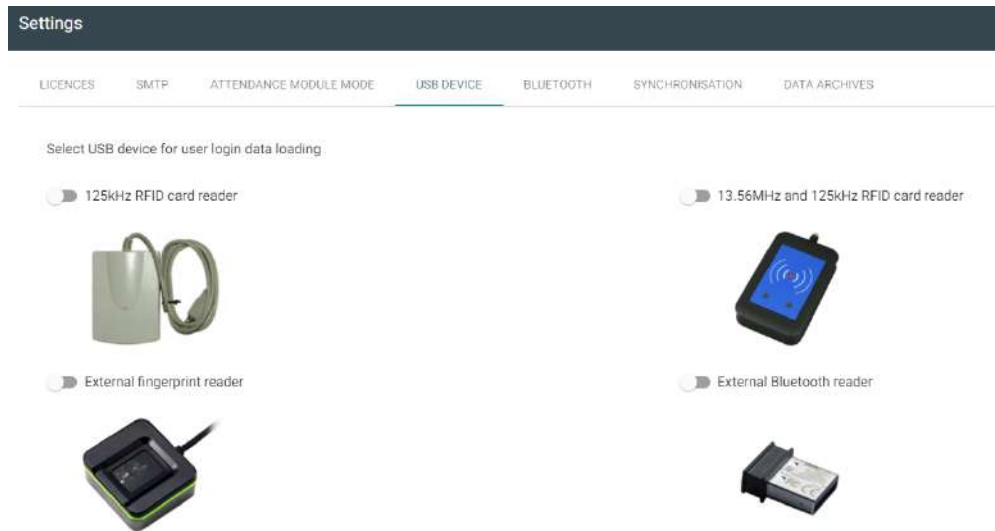 Settings
LICENCES SMTP ATTENDANCE MODULE MODE USB DEVICE BLUETOOTH SYNCHRONISATION DATA ARCHIVES
Select USB device for user login data loading
125kHz RFID card reader 13.56MHz and 125kHz RFID card reader
External fingerprint reader External Bluetooth reader